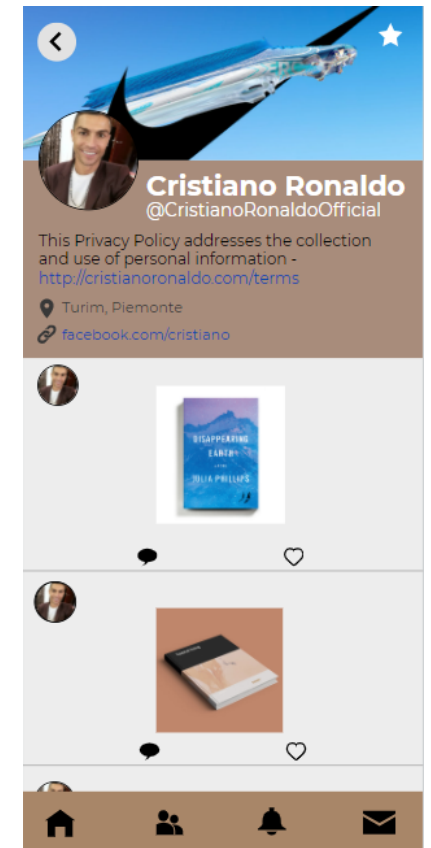 Cristiano Ronaldo
@CristianoRonaldoOfficial
This Privacy Policy addresses the collection
and use of personal information -
http://cristianoronaldo.com/terms
Turim, Piemonte
facebook.com/cristiano
DISAPPEARING
EARTH
JULIA PHILLIPS